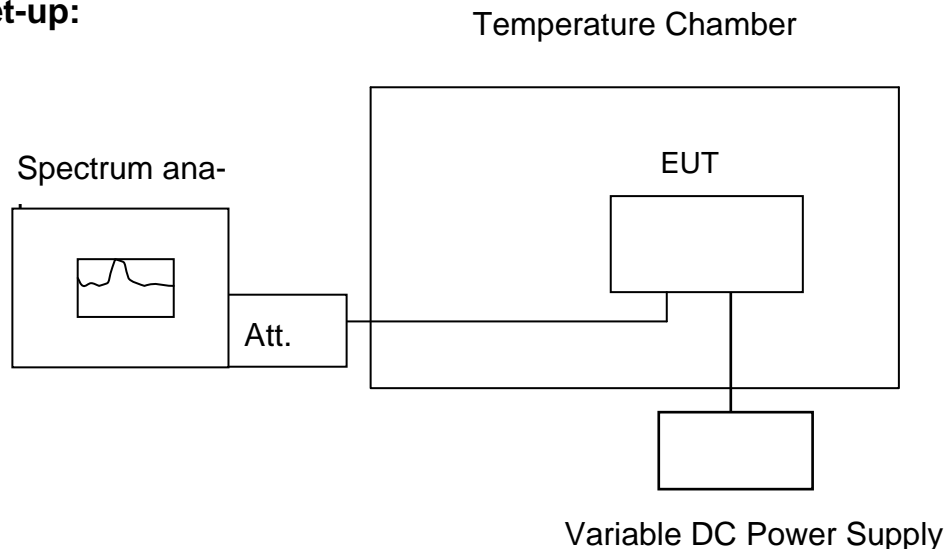 et-up:
Temperature Chamber
Spectrum ana-
EUT
Att.
Variable DC Power Supply